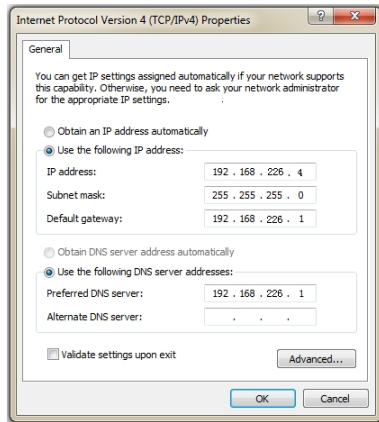 Internet Protocol Version 4 (TCP/IPv4) Properties
General
You can get IP settings assigned automatically if your network supports
this capability. Otherwise, you need to ask your network administrator
for the appropriate IP settings.
Obtain an IP address automatically
Use the following IP address:
IP address: 192 . 168 . 226 . 4
Subnet mask: 255 . 255 . 255 . 0
Default gateway: 192 . 168 . 226 . 1
Obtain DNS server address automatically
Use the following DNS server addresses:
Preferred DNS server: 192 . 168 . 226 . 1
Alternate DNS server: . . .
Validate settings upon exit
Advanced...
OK Cancel